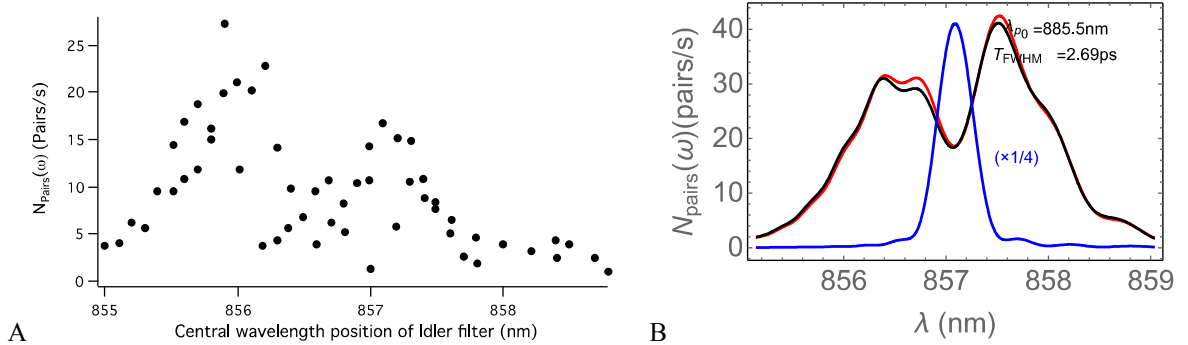 N_Pairs(ω) (Pairs/s)
25
20
15
10
5
0
855
856
857
858
Central wavelength position of Idler filter (nm)
A
N_pairs(ω)(pairs/s)
40
30
20
10
0
λ_p0 =885.5nm
T_FWHM =2.69ps
(×1/4)
856
857
858
859
λ (nm)
B